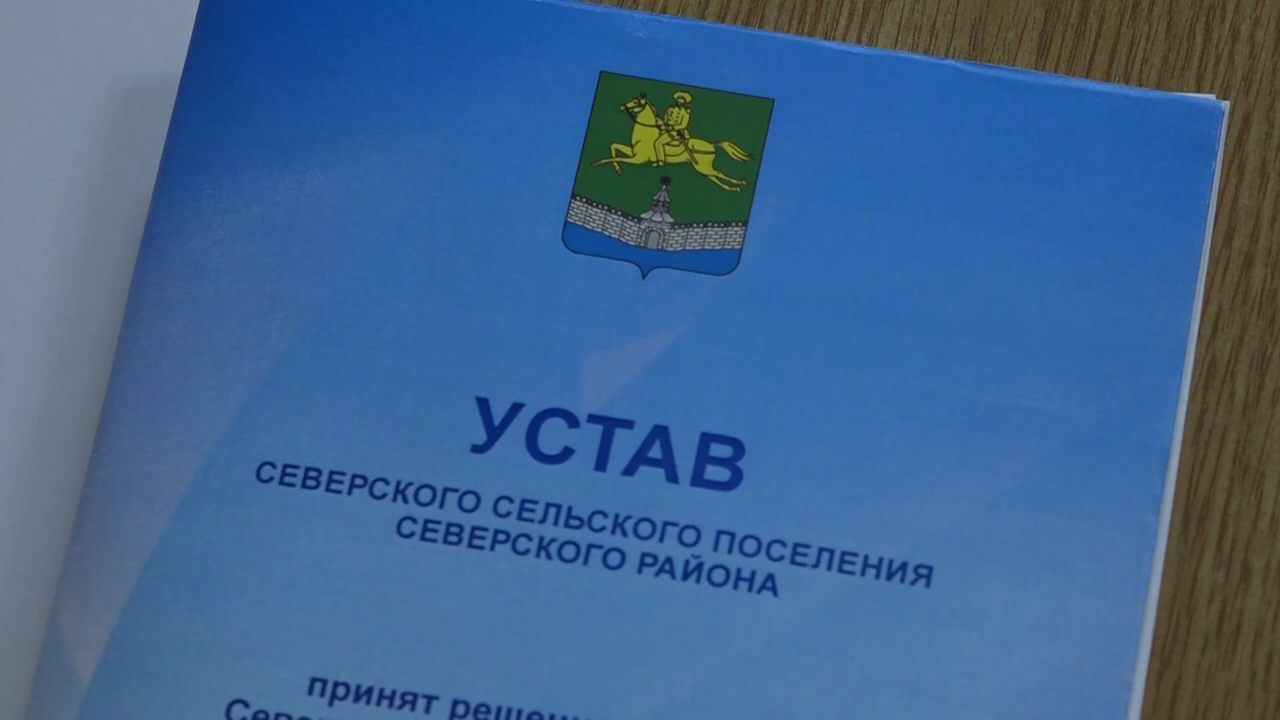 УСТАВ
СЕВЕРСКОГО СЕЛЬСКОГО ПОСЕЛЕНИЯ
СЕВЕРСКОГО РАЙОНА
принят